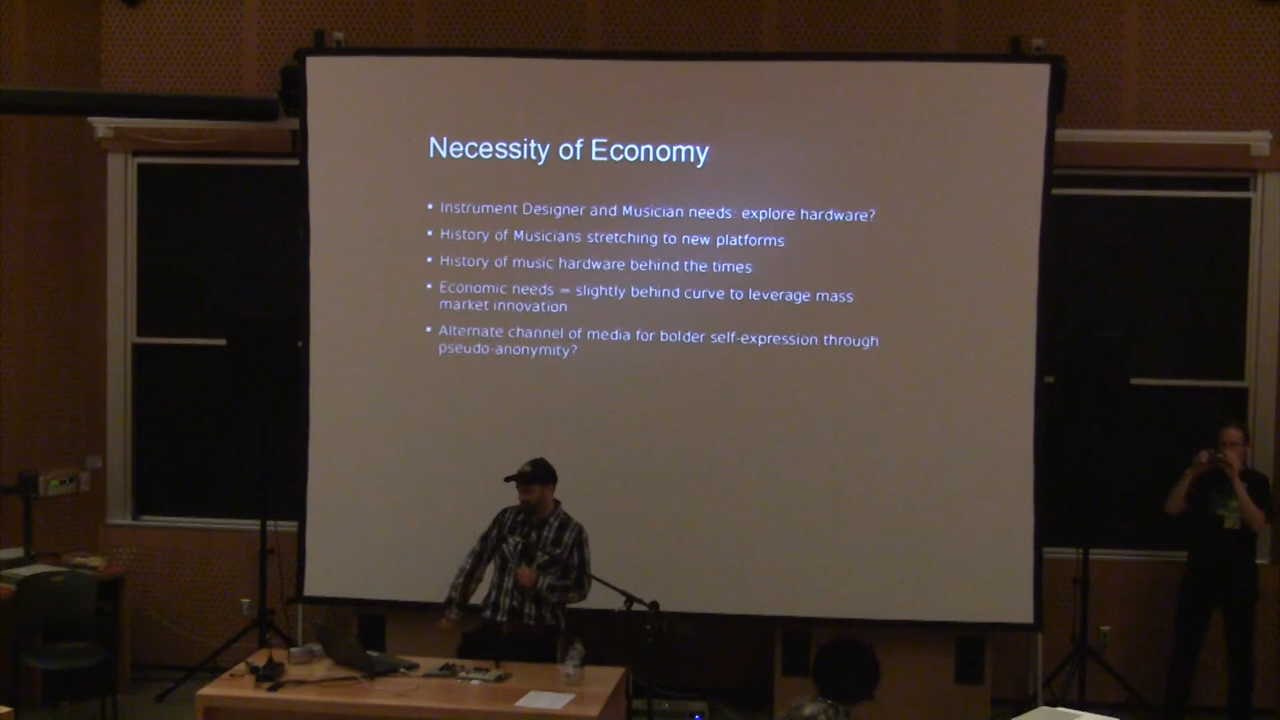 Necessity of Economy
• Instrument Designer and Musician needs: explore hardware?
• History of Musicians stretching to new platforms
• History of music hardware behind the times
• Economic needs = slightly behind curve to leverage mass
market innovation
• Alternate channel of media for bolder self-expression through
pseudo-anonymity?